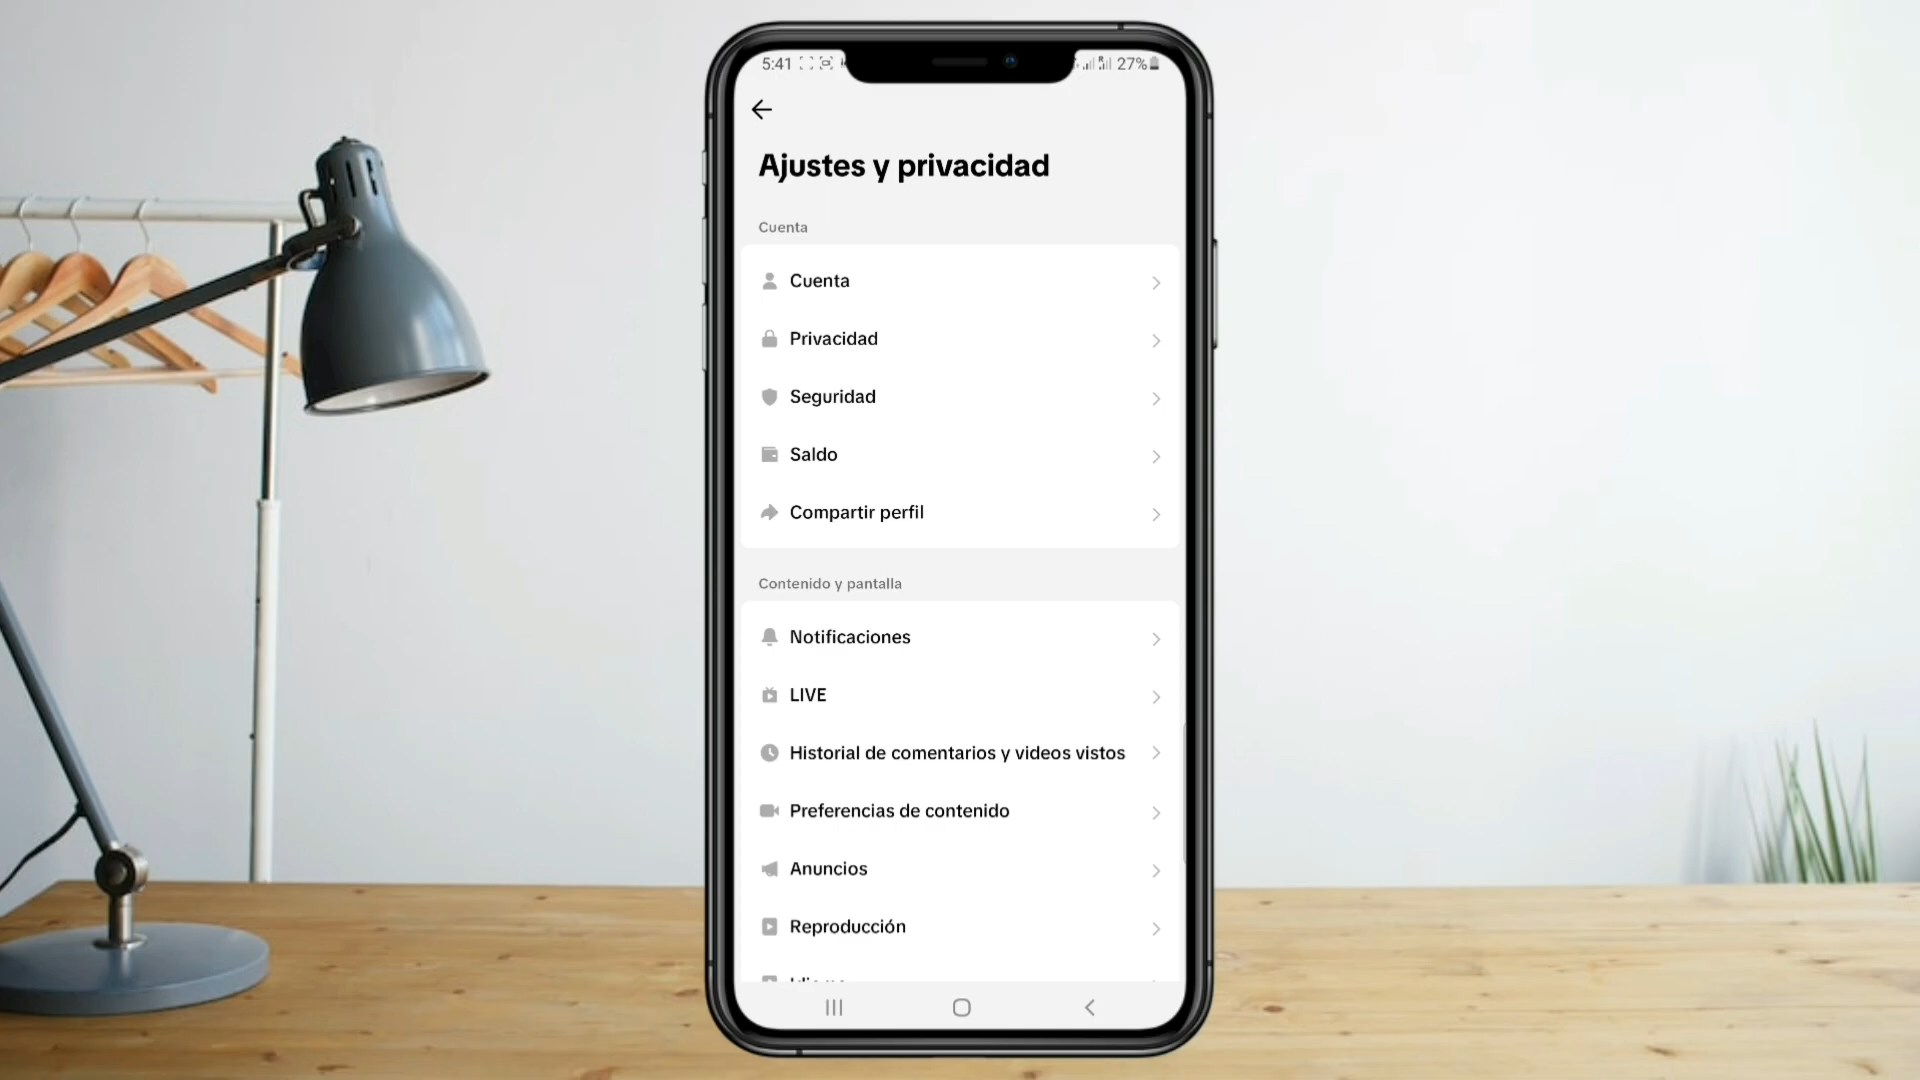 5:41
27%
Ajustes y privacidad
Cuenta
Cuenta
Privacidad
Seguridad
Saldo
Compartir perfil
Contenido y pantalla
Notificaciones
LIVE
Historial de comentarios y videos vistos
Preferencias de contenido
Anuncios
Reproducción